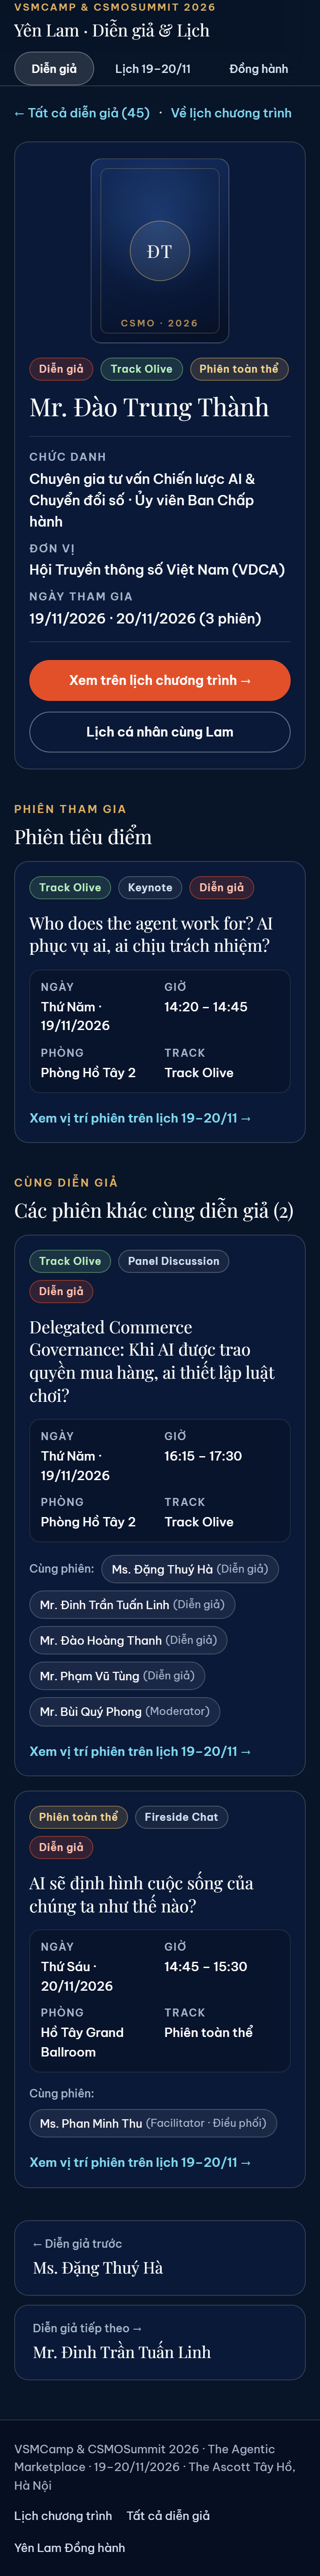 VSMCAMP & CSMOSUMMIT 2026
Yên Lam · Diễn giả & Lịch
Diễn giả
Lịch 19–20/11
Đồng hành
← Tất cả diễn giả (45) · Về lịch chương trình
ĐT
CSMO · 2026
Diễn giả
Track Olive
Phiên toàn thể
Mr. Đào Trung Thành
CHỨC DANH
Chuyên gia tư vấn Chiến lược AI &
Chuyển đổi số · Ủy viên Ban Chấp
hành
ĐƠN VỊ
Hội Truyền thông số Việt Nam (VDCA)
NGÀY THAM GIA
19/11/2026 · 20/11/2026 (3 phiên)
Xem trên lịch chương trình →
Lịch cá nhân cùng Lam
PHIÊN THAM GIA
Phiên tiêu điểm
Track Olive
Keynote
Diễn giả
Who does the agent work for? AI
phục vụ ai, ai chịu trách nhiệm?
NGÀY
GIỜ
Thứ Năm ·
19/11/2026
14:20 – 14:45
PHÒNG
TRACK
Phòng Hồ Tây 2
Track Olive
Xem vị trí phiên trên lịch 19–20/11 →
CÙNG DIỄN GIẢ
Các phiên khác cùng diễn giả (2)
Track Olive
Panel Discussion
Diễn giả
Delegated Commerce
Governance: Khi AI được trao
quyền mua hàng, ai thiết lập luật
chơi?
NGÀY
GIỜ
Thứ Năm ·
19/11/2026
16:15 – 17:30
PHÒNG
TRACK
Phòng Hồ Tây 2
Track Olive
Cùng phiên:
Ms. Đặng Thuý Hà (Diễn giả)
Mr. Đinh Trần Tuấn Linh (Diễn giả)
Mr. Đào Hoàng Thanh (Diễn giả)
Mr. Phạm Vũ Tùng (Diễn giả)
Mr. Bùi Quý Phong (Moderator)
Xem vị trí phiên trên lịch 19–20/11 →
Phiên toàn thể
Fireside Chat
Diễn giả
AI sẽ định hình cuộc sống của
chúng ta như thế nào?
NGÀY
GIỜ
Thứ Sáu ·
20/11/2026
14:45 – 15:30
PHÒNG
TRACK
Hồ Tây Grand
Ballroom
Phiên toàn thể
Cùng phiên:
Ms. Phan Minh Thu (Facilitator · Điều phối)
Xem vị trí phiên trên lịch 19–20/11 →
← Diễn giả trước
Ms. Đặng Thuý Hà
Diễn giả tiếp theo →
Mr. Đinh Trần Tuấn Linh
VSMCamp & CSMOSummit 2026 · The Agentic
Marketplace · 19–20/11/2026 · The Ascott Tây Hồ,
Hà Nội
Lịch chương trình
Tất cả diễn giả
Yên Lam Đồng hành